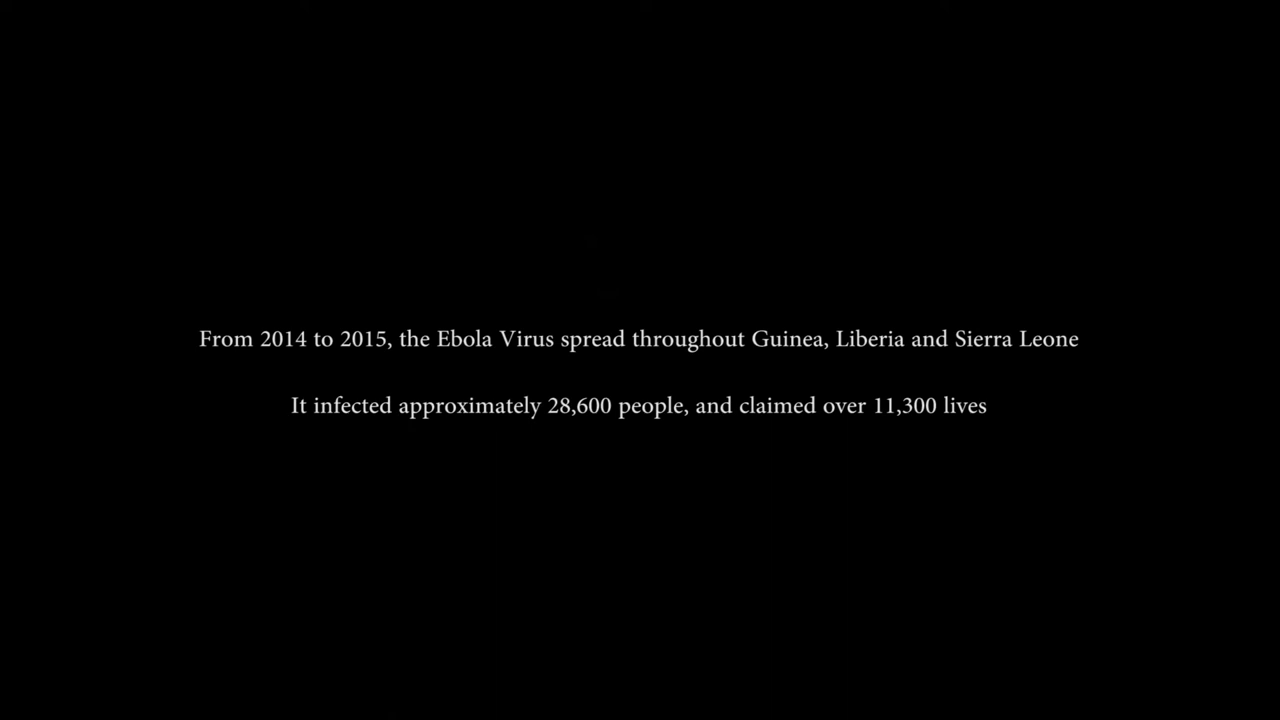 From 2014 to 2015, the Ebola Virus spread throughout Guinea, Liberia and Sierra Leone
It infected approximately 28,600 people, and claimed over 11,300 lives